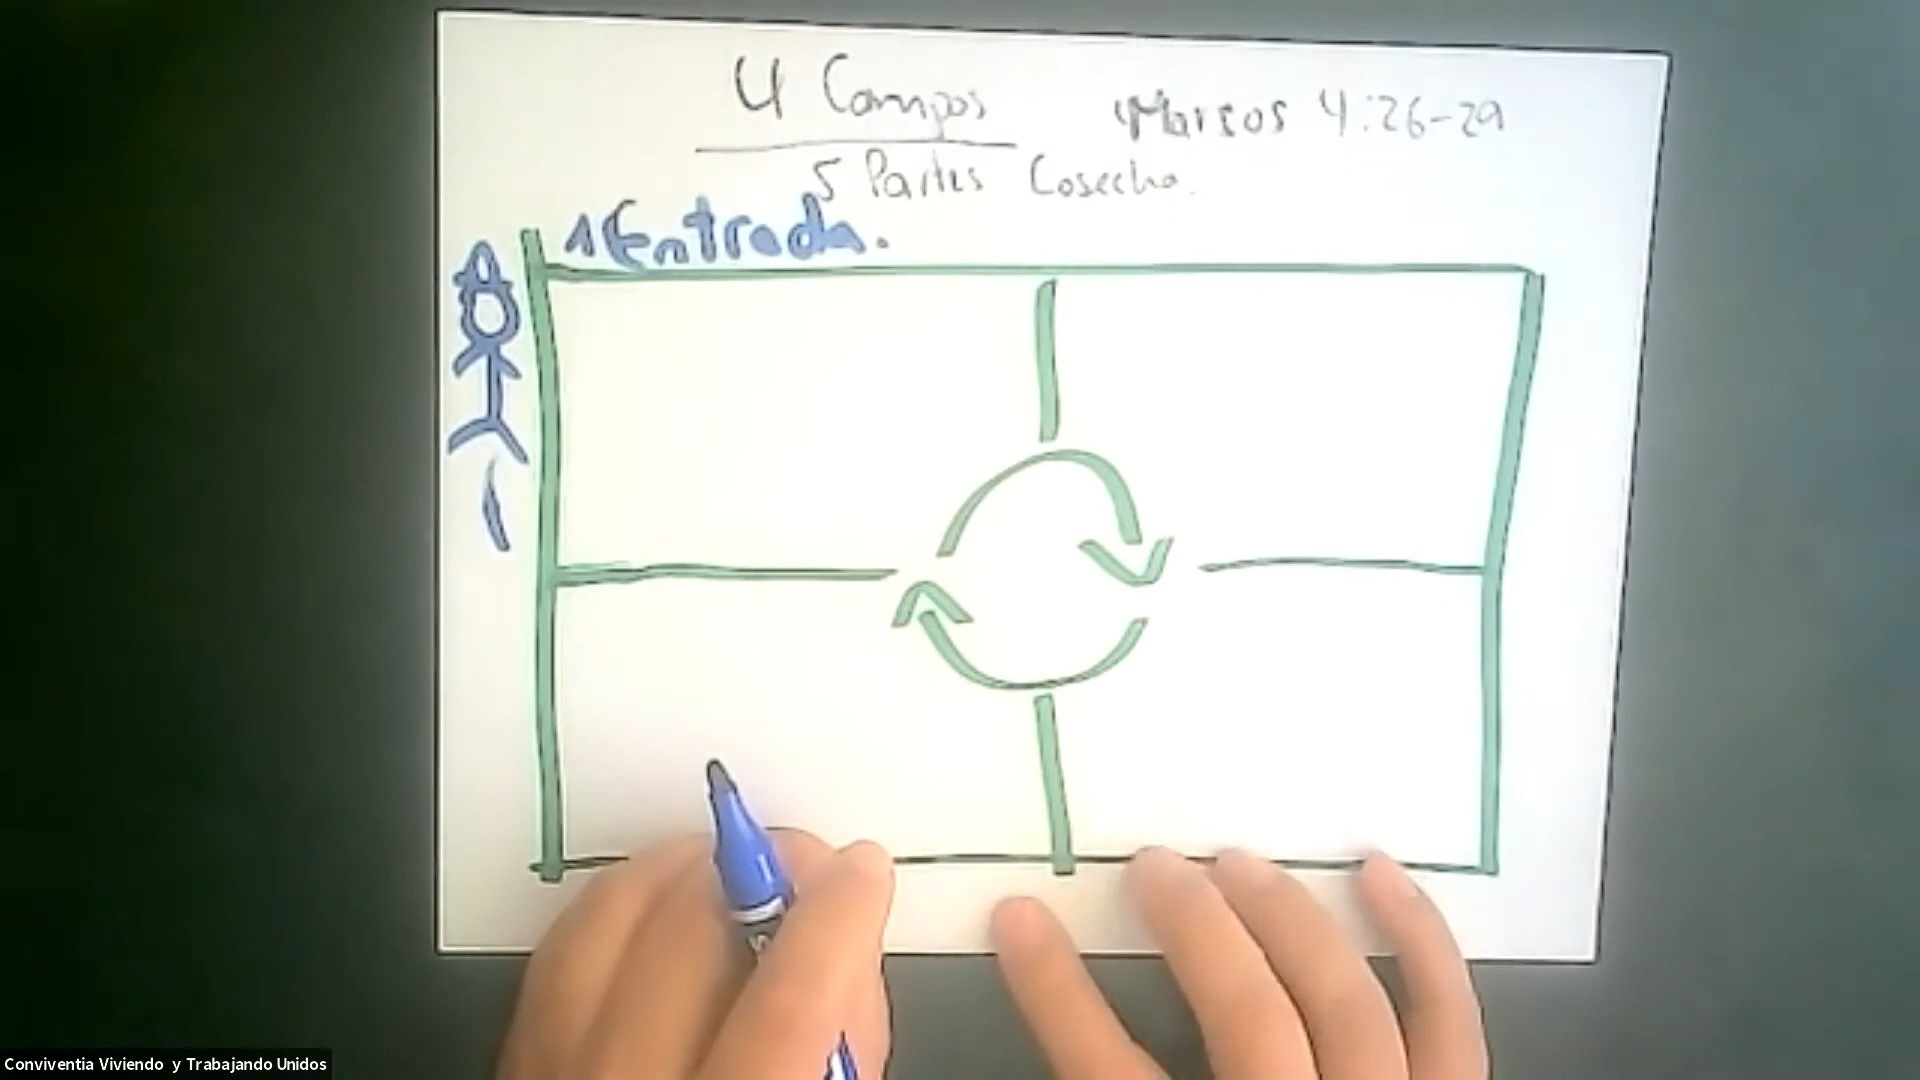 4 Campos Marcos 4:26-29
5 Partes Cosecha.
1 Entrada.
Conviventia Viviendo y Trabajando Unidos